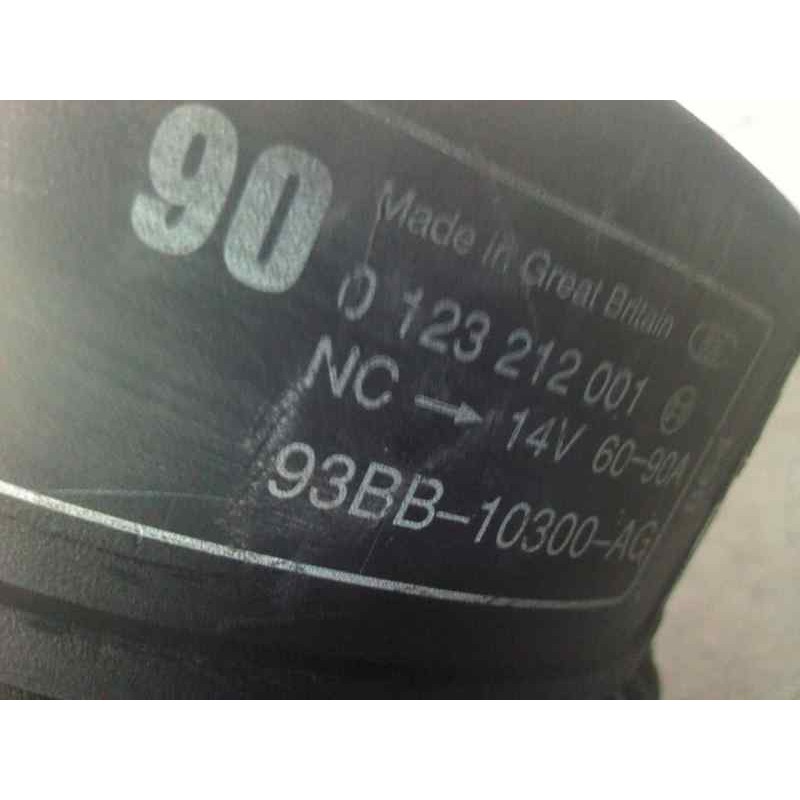 90
Made in Great Britain
0 123 212 001
NC → 14V 60-90A
93BB-10300-AG